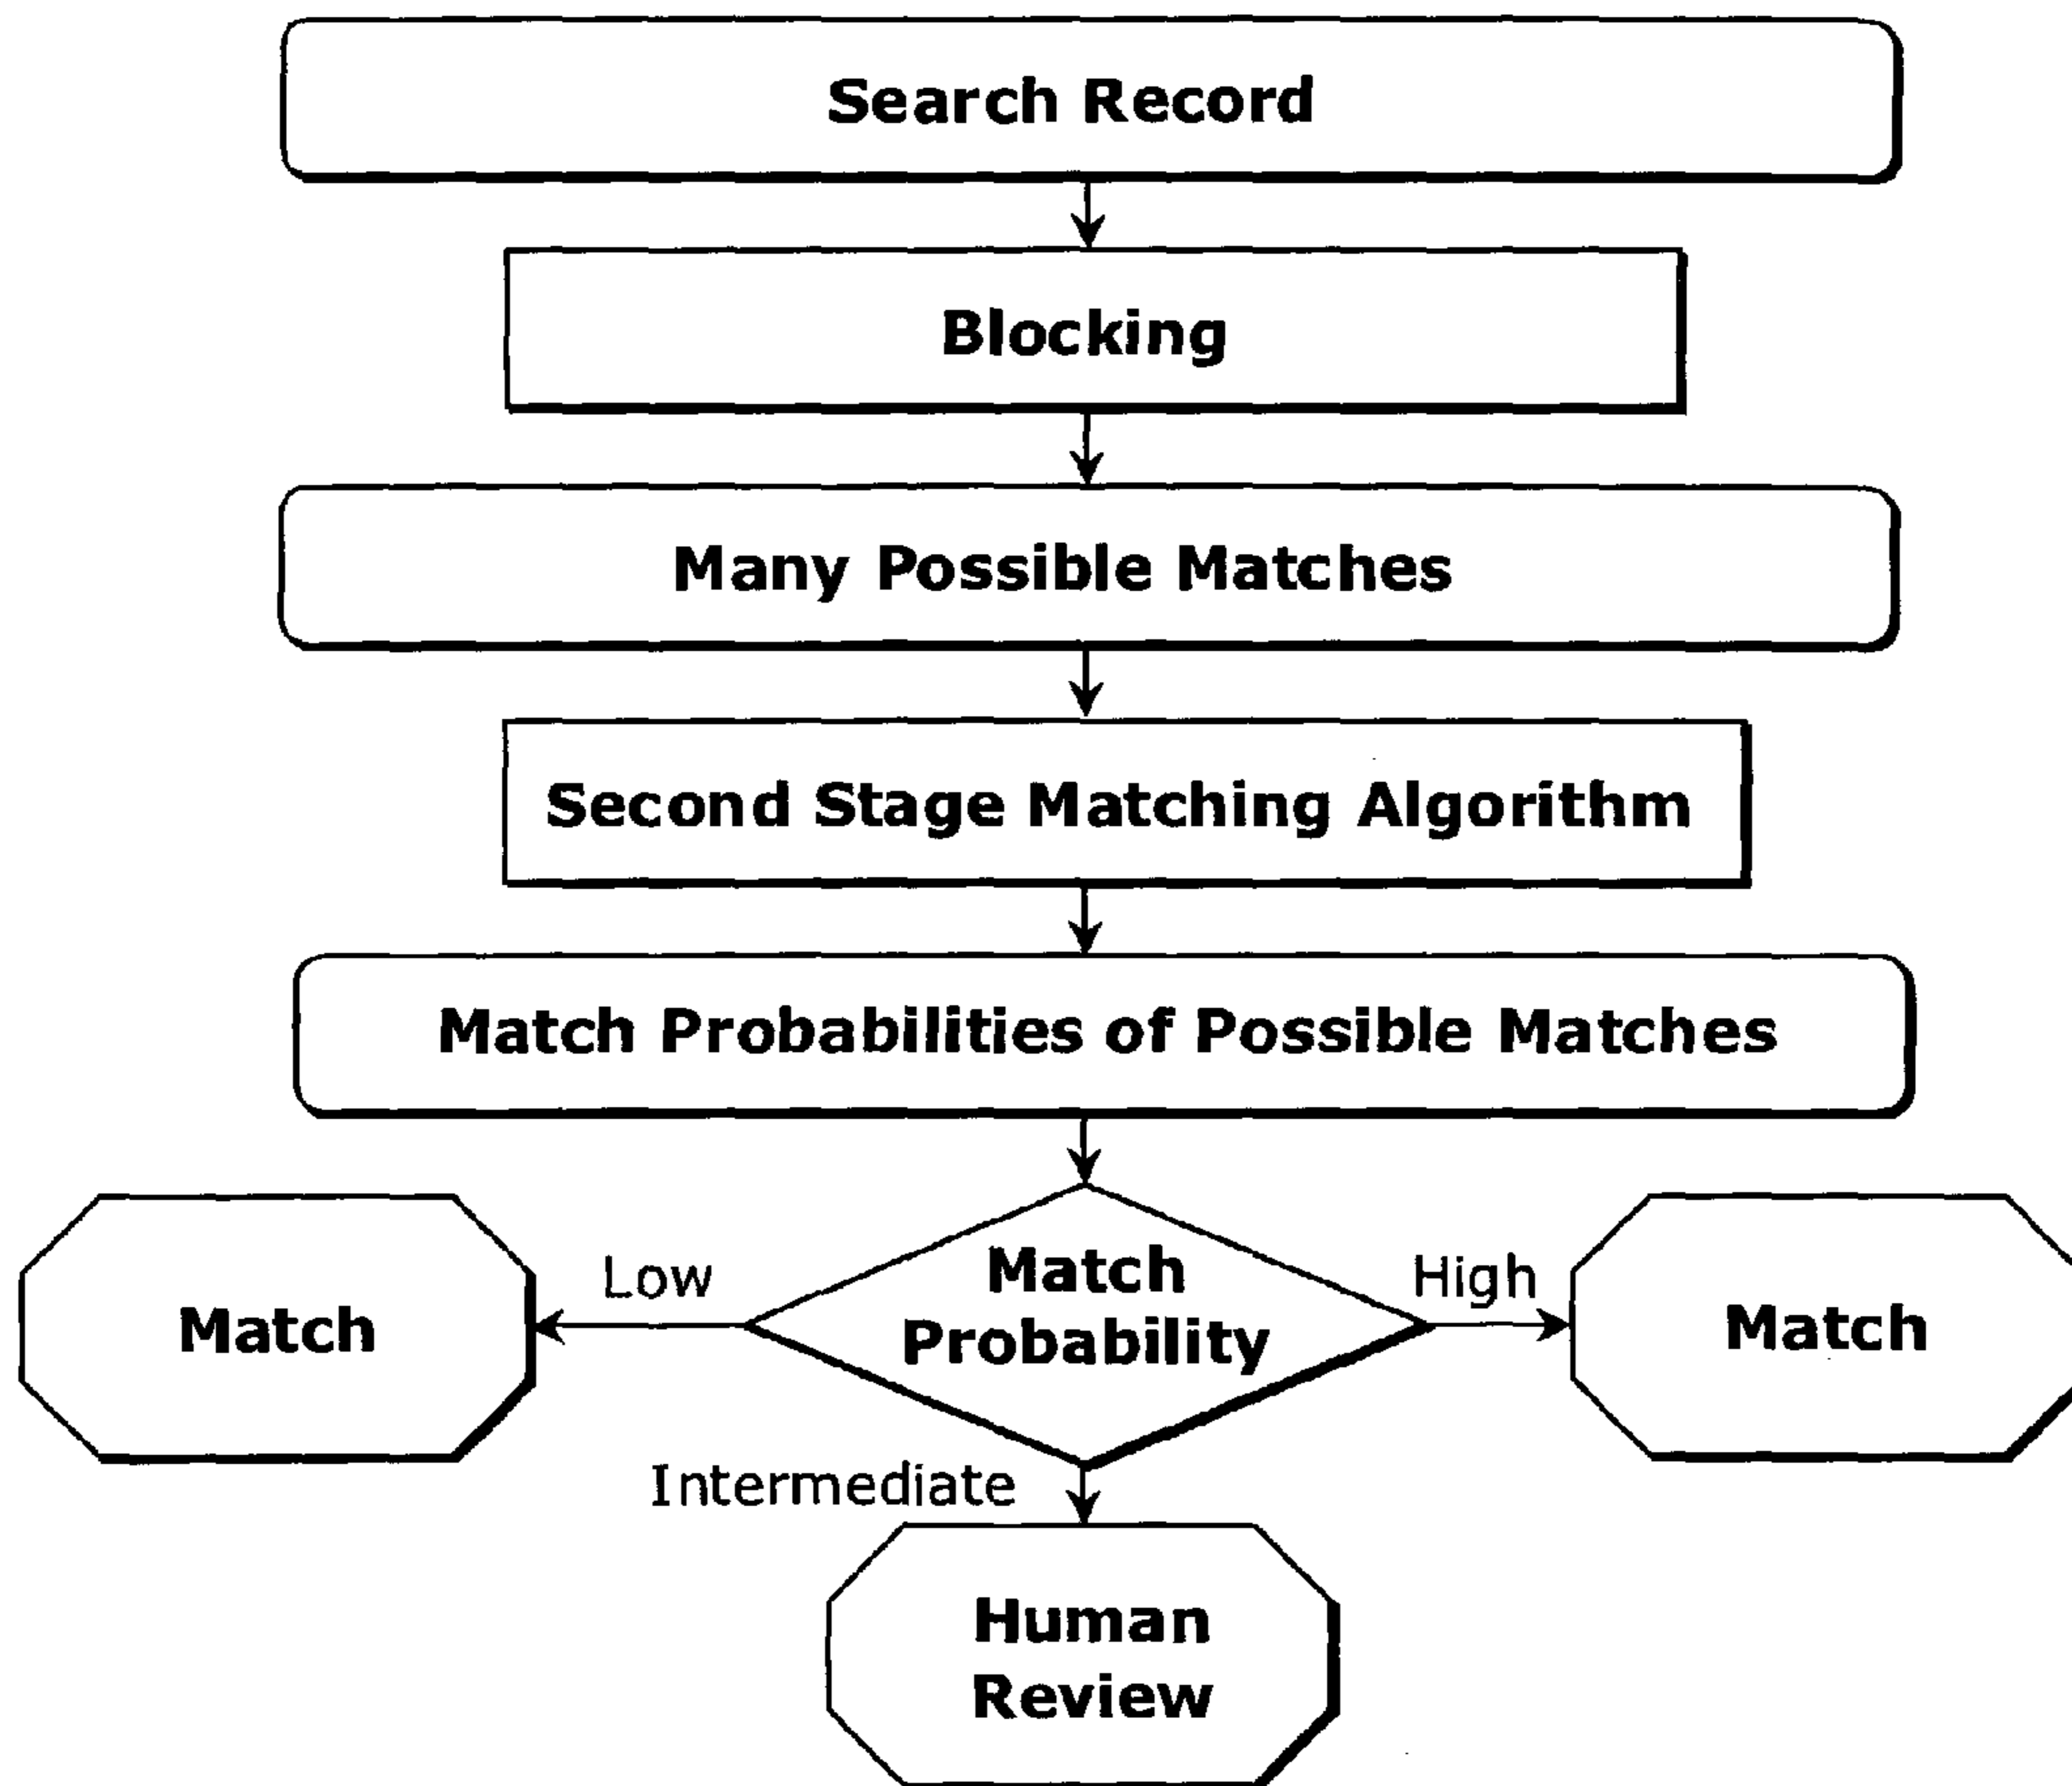 Search Record
Blocking
Many Possible Matches
Second Stage Matching Algorithm
Match Probabilities of Possible Matches
Match
Probability
Low
High
Match
Match
Intermediate
Human
Review